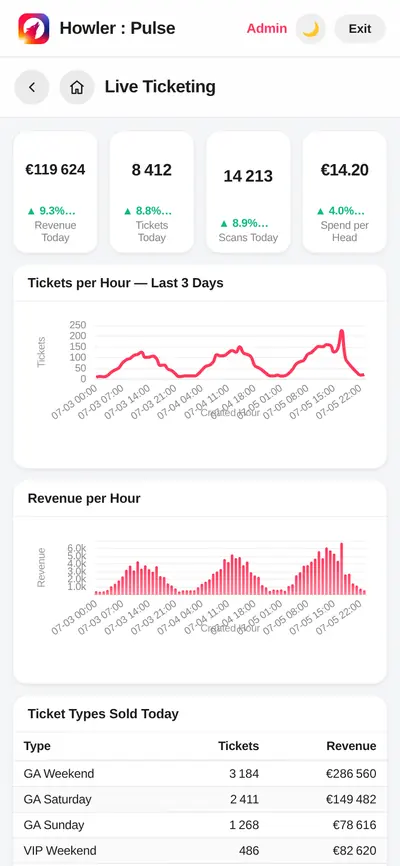 Howler : Pulse
Admin
🌙
Exit
Live Ticketing
€119 624
▲ 9.3%…
Revenue
Today
8 412
▲ 8.8%…
Tickets
Today
14 213
▲ 8.9%…
Scans Today
€14.20
▲ 4.0%…
Spend per
Head
Tickets per Hour — Last 3 Days
Tickets
250
200
150
100
50
0
07-03 00:00
07-03 07:00
07-03 14:00
07-03 21:00
07-04 04:00
07-04 11:00
07-04 18:00
07-05 01:00
07-05 08:00
07-05 15:00
07-05 22:00
Created Hour
Revenue per Hour
Revenue
6.0k
5.0k
4.0k
3.0k
2.0k
1.0k
07-03 00:00
07-03 07:00
07-03 14:00
07-03 21:00
07-04 04:00
07-04 11:00
07-04 18:00
07-05 01:00
07-05 08:00
07-05 15:00
07-05 22:00
Created Hour
Ticket Types Sold Today
Type Tickets Revenue
GA Weekend 3 184 €286 560
GA Saturday 2 411 €149 482
GA Sunday 1 268 €78 616
VIP Weekend 486 €82 620